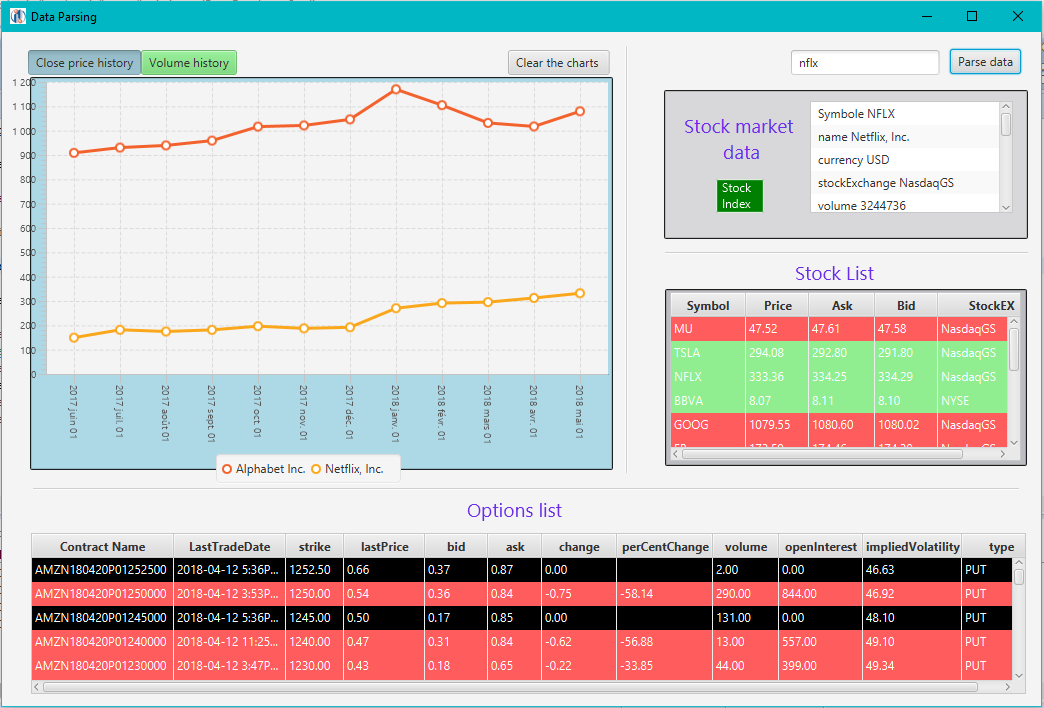 Data Parsing
Close price history Volume history Clear the charts
nflx Parse data
1 200
1 100
1 000
900
800
700
600
500
400
300
200
100
0
2017 juin 01
2017 juil. 01
2017 août 01
2017 sept. 01
2017 oct. 01
2017 nov. 01
2017 déc. 01
2018 janv. 01
2018 févr. 01
2018 mars 01
2018 avr. 01
2018 mai 01
Alphabet Inc. Netflix, Inc.
Stock market
data
Stock
Index
Symbole NFLX
name Netflix, Inc.
currency USD
stockExchange NasdaqGS
volume 3244736
Stock List
Symbol Price Ask Bid StockEX
MU 47.52 47.61 47.58 NasdaqGS
TSLA 294.08 292.80 291.80 NasdaqGS
NFLX 333.36 334.25 334.29 NasdaqGS
BBVA 8.07 8.11 8.10 NYSE
GOOG 1079.55 1080.60 1080.02 NasdaqGS
Options list
Contract Name LastTradeDate strike lastPrice bid ask change perCentChange volume openInterest impliedVolatility type
AMZN180420P01252500 2018-04-12 5:36P... 1252.50 0.66 0.37 0.87 0.00 2.00 0.00 46.63 PUT
AMZN180420P01250000 2018-04-12 3:53P... 1250.00 0.54 0.36 0.84 -0.75 -58.14 290.00 844.00 46.92 PUT
AMZN180420P01245000 2018-04-12 5:36P... 1245.00 0.50 0.17 0.85 0.00 131.00 0.00 48.10 PUT
AMZN180420P01240000 2018-04-12 11:25... 1240.00 0.47 0.31 0.84 -0.62 -56.88 13.00 557.00 49.10 PUT
AMZN180420P01230000 2018-04-12 3:47P... 1230.00 0.43 0.18 0.65 -0.22 -33.85 44.00 399.00 49.34 PUT